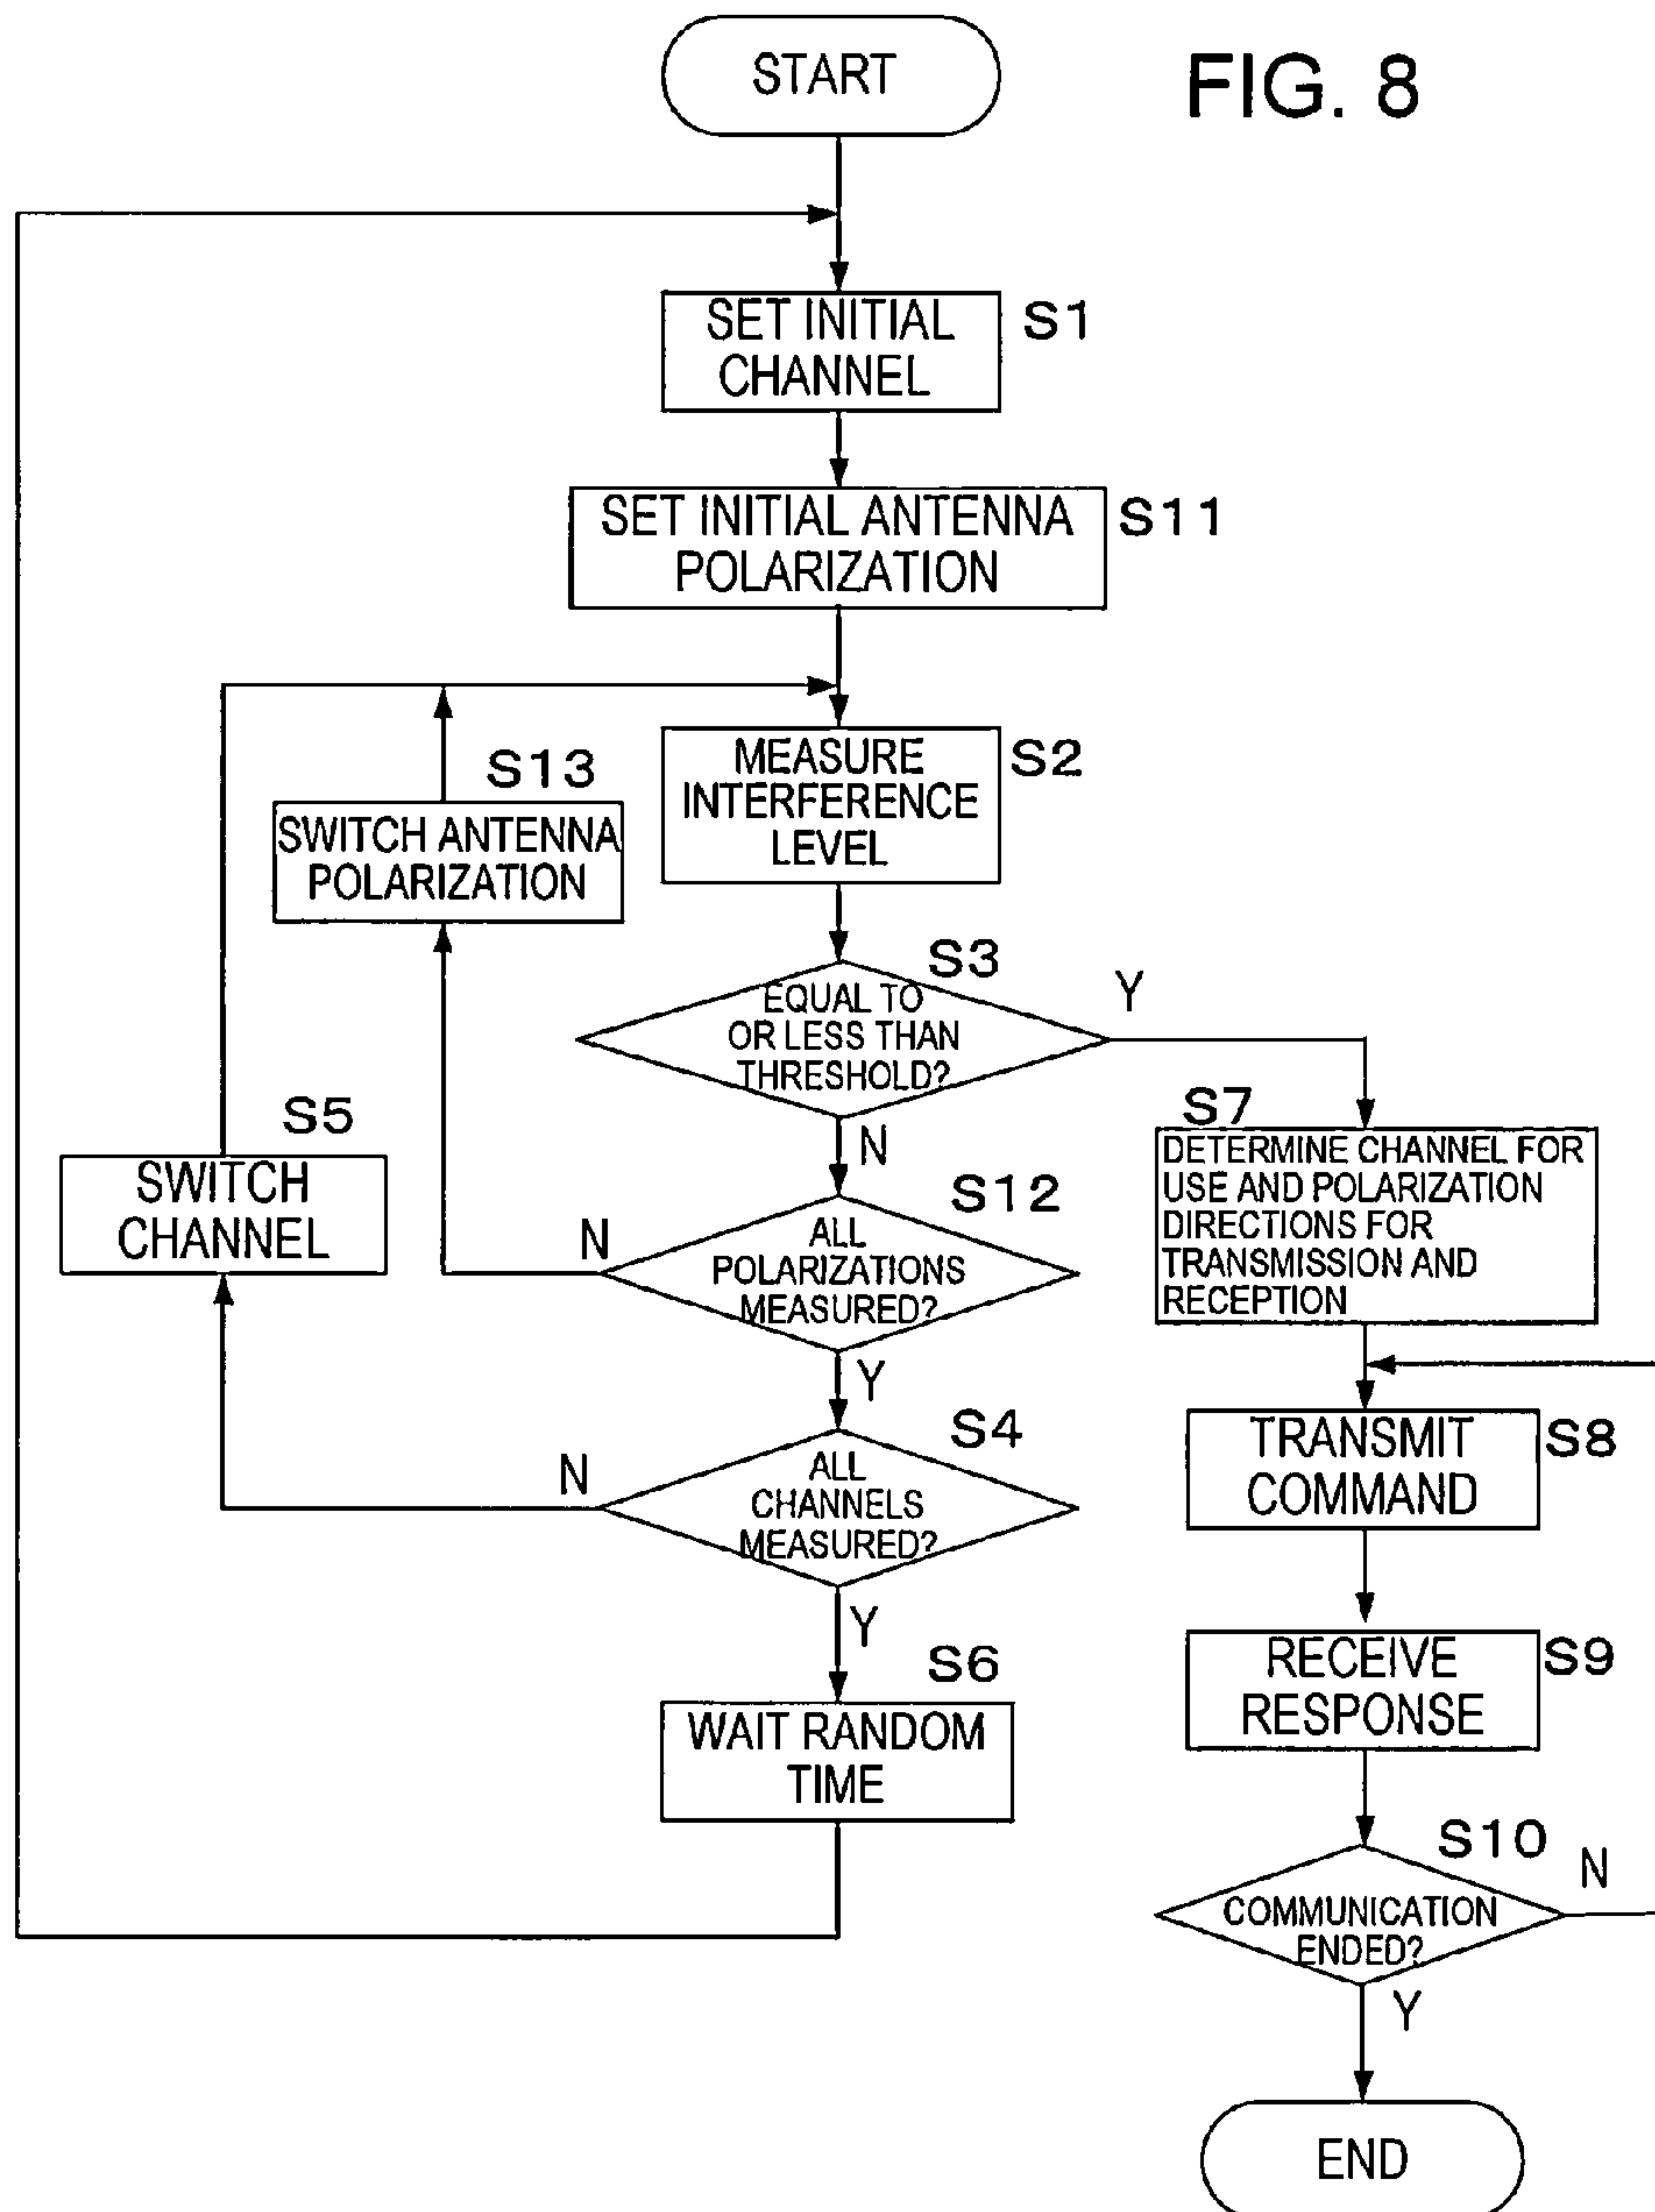 START
FIG. 8
SET INITIAL
CHANNEL
S1
SET INITIAL ANTENNA
POLARIZATION
S11
MEASURE
INTERFERENCE
LEVEL
S2
S13
SWITCH ANTENNA
POLARIZATION
S3
EQUAL TO
OR LESS THAN
THRESHOLD?
Y
N
S5
SWITCH
CHANNEL
S12
ALL
POLARIZATIONS
MEASURED?
N
Y
S4
ALL
CHANNELS
MEASURED?
N
Y
S6
WAIT RANDOM
TIME
S7
DETERMINE CHANNEL FOR
USE AND POLARIZATION
DIRECTIONS FOR
TRANSMISSION AND
RECEPTION
TRANSMIT
COMMAND
S8
RECEIVE
RESPONSE
S9
S10
COMMUNICATION
ENDED?
N
Y
END